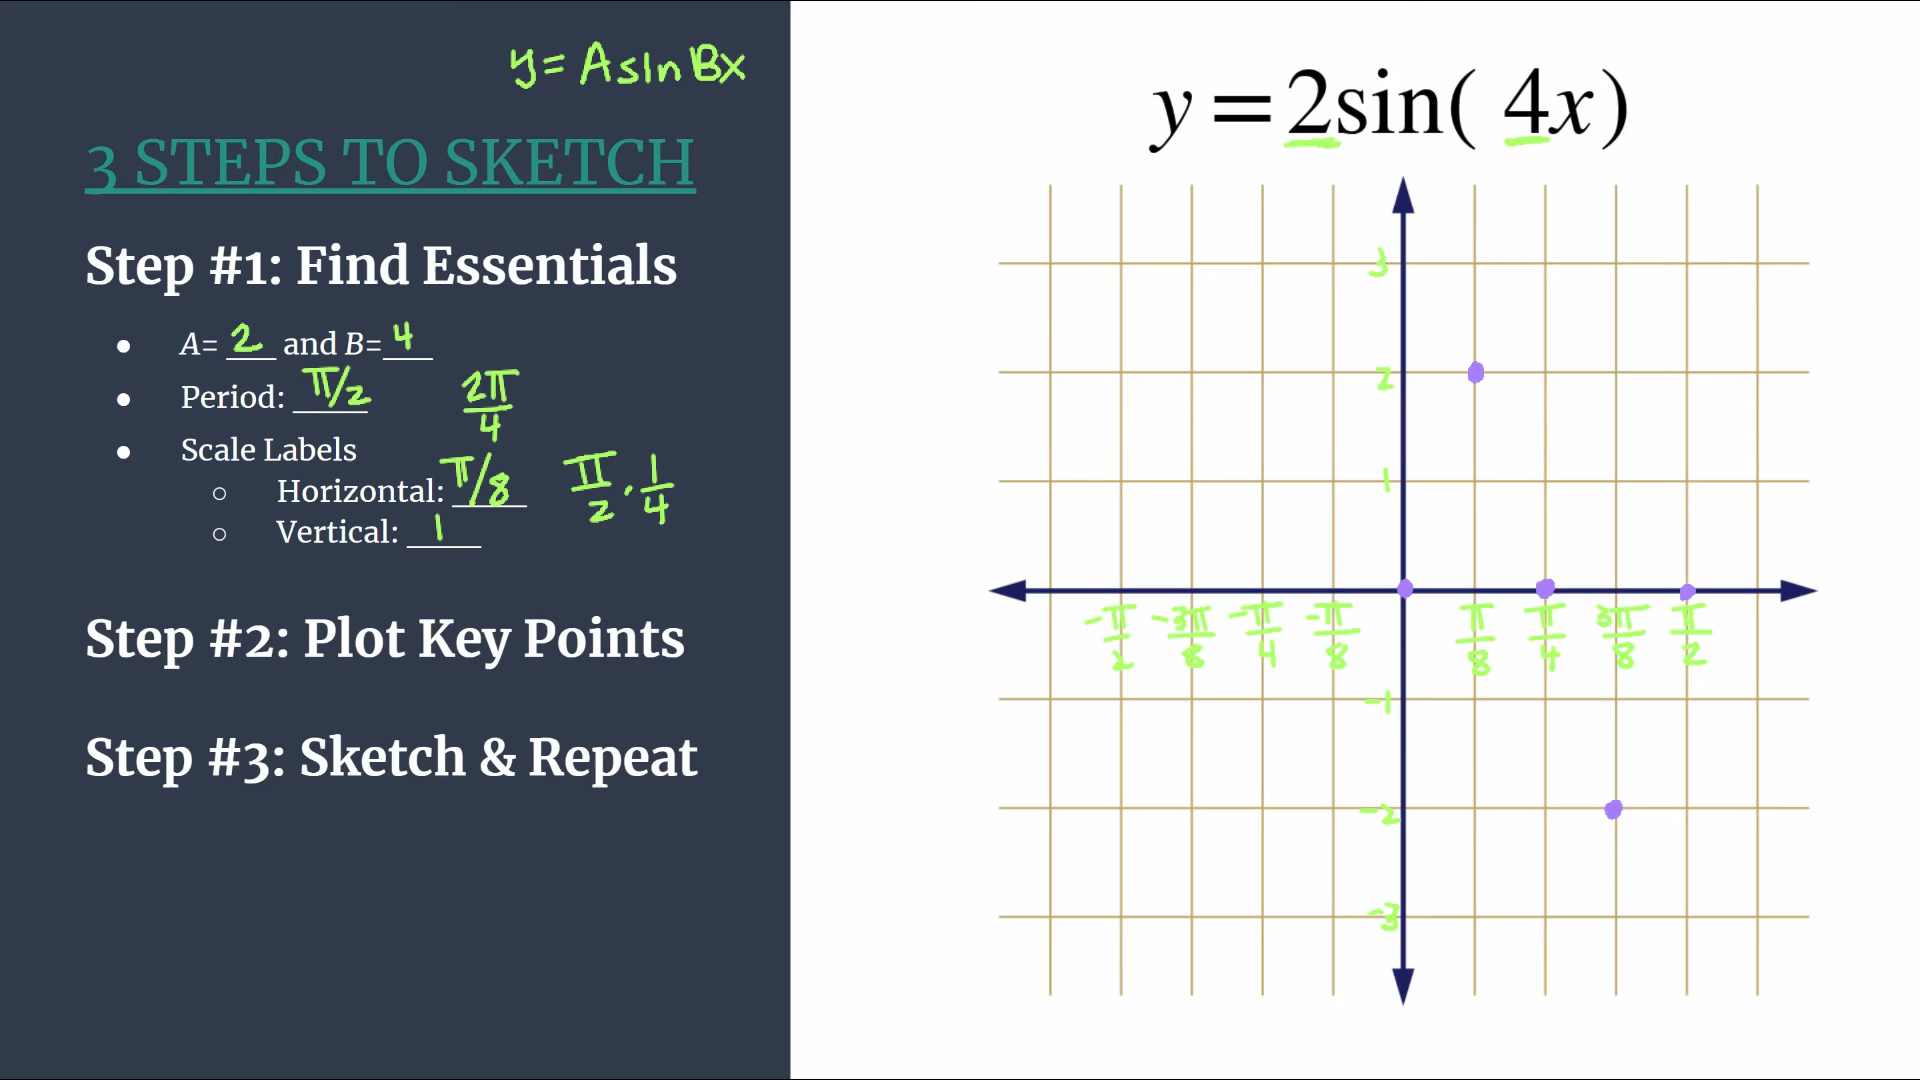 y = A sin Bx
3 STEPS TO SKETCH
Step #1: Find Essentials
● A= 2 and B= 4
● Period: π/2 2π/4
● Scale Labels
○ Horizontal: π/8 π/2 · 1/4
○ Vertical: 1
Step #2: Plot Key Points
Step #3: Sketch & Repeat
y = 2sin( 4x)
3
2
1
-π/2 -3π/8 -π/4 -π/8 π/8 π/4 3π/8 π/2
-1
-2
-3